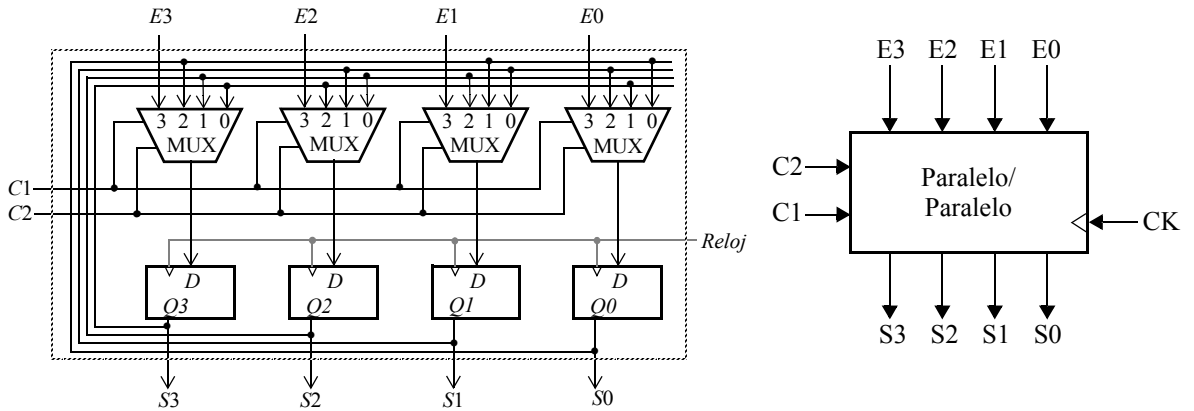 E3 E2 E1 E0
3 2 1 0 3 2 1 0 3 2 1 0 3 2 1 0
MUX MUX MUX MUX
C1
C2
Reloj
D D D D
Q3 Q2 Q1 Q0
S3 S2 S1 S0
E3 E2 E1 E0
C2
C1
Paralelo/
Paralelo
CK
S3 S2 S1 S0